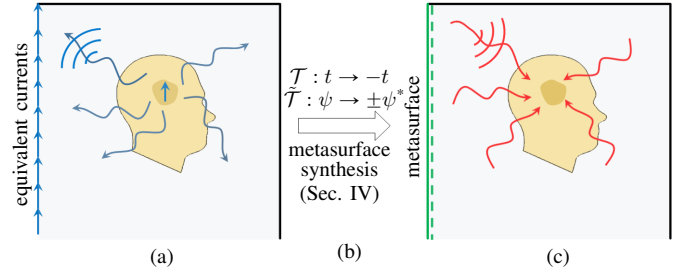 equivalent currents
𝒯 : t → −t
𝒯̃ : ψ → ±ψ*
metasurface
synthesis
(Sec. IV)
metasurface
(a)
(b)
(c)